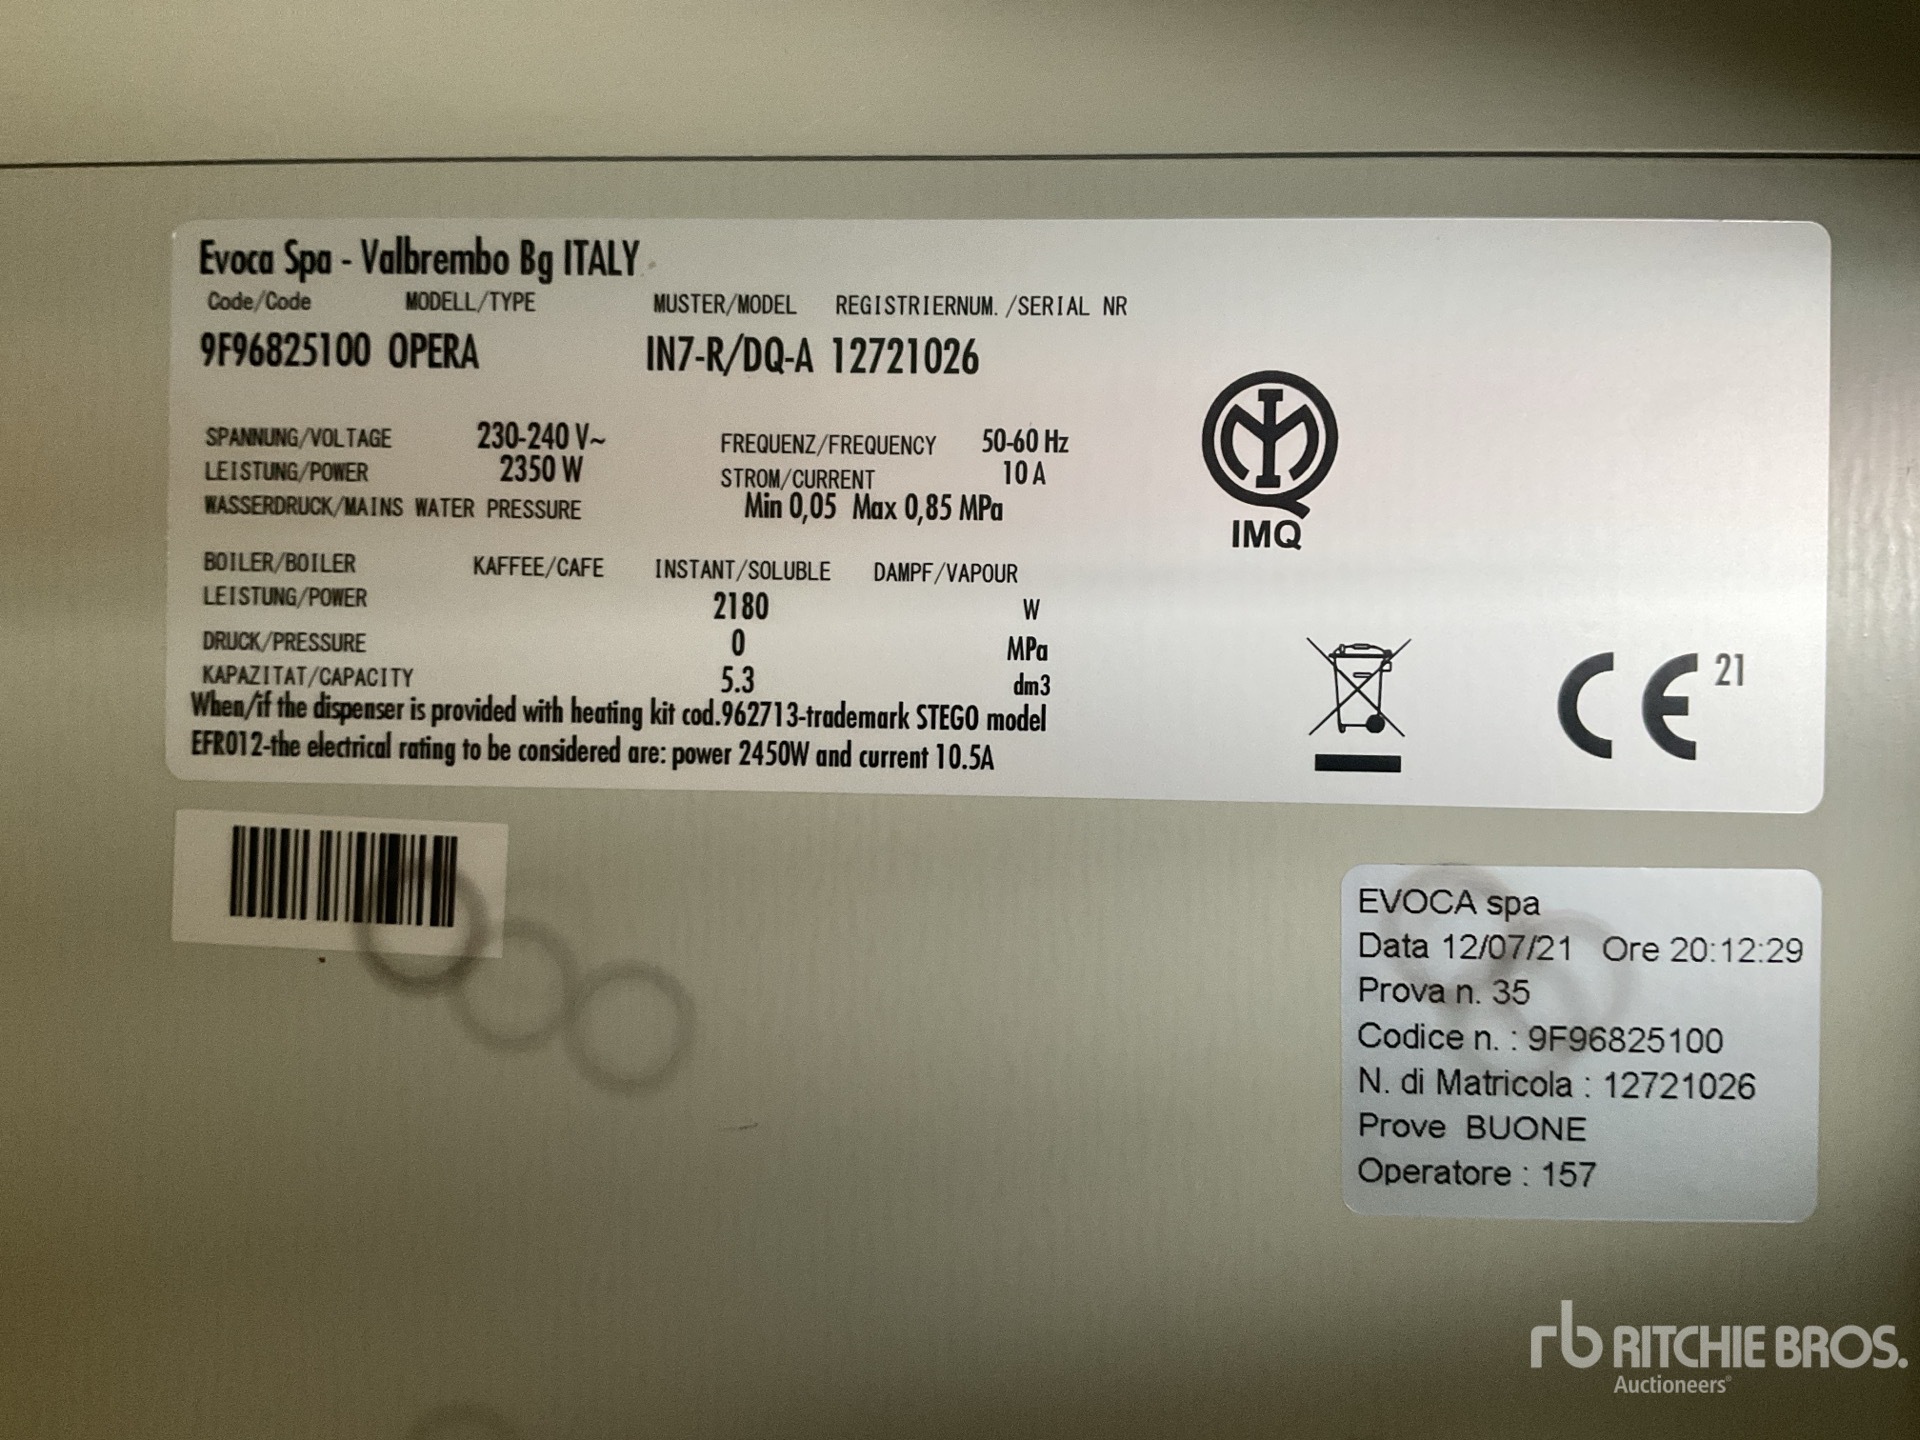 Evoca Spa - Valbrembo Bg ITALY
Code/Code MODELL/TYPE MUSTER/MODEL REGISTRIERNUM./SERIAL NR
9F96825100 OPERA IN7-R/DQ-A 12721026
SPANNUNG/VOLTAGE 230-240 V~ FREQUENZ/FREQUENCY 50-60 Hz
LEISTUNG/POWER 2350 W STROM/CURRENT 10 A
WASSERDRUCK/MAINS WATER PRESSURE Min 0,05 Max 0,85 MPa
IMQ
BOILER/BOILER KAFFEE/CAFE INSTANT/SOLUBLE DAMPF/VAPOUR
LEISTUNG/POWER 2180 W
DRUCK/PRESSURE 0 MPa
KAPAZITAT/CAPACITY 5.3 dm3
When/if the dispenser is provided with heating kit cod.962713-trademark STEGO model
EFR012-the electrical rating to be considered are: power 2450W and current 10.5A
CE 21
EVOCA spa
Data 12/07/21 Ore 20:12:29
Prova n. 35
Codice n. : 9F96825100
N. di Matricola : 12721026
Prove BUONE
Operatore : 157
rb RITCHIE BROS.
Auctioneers®